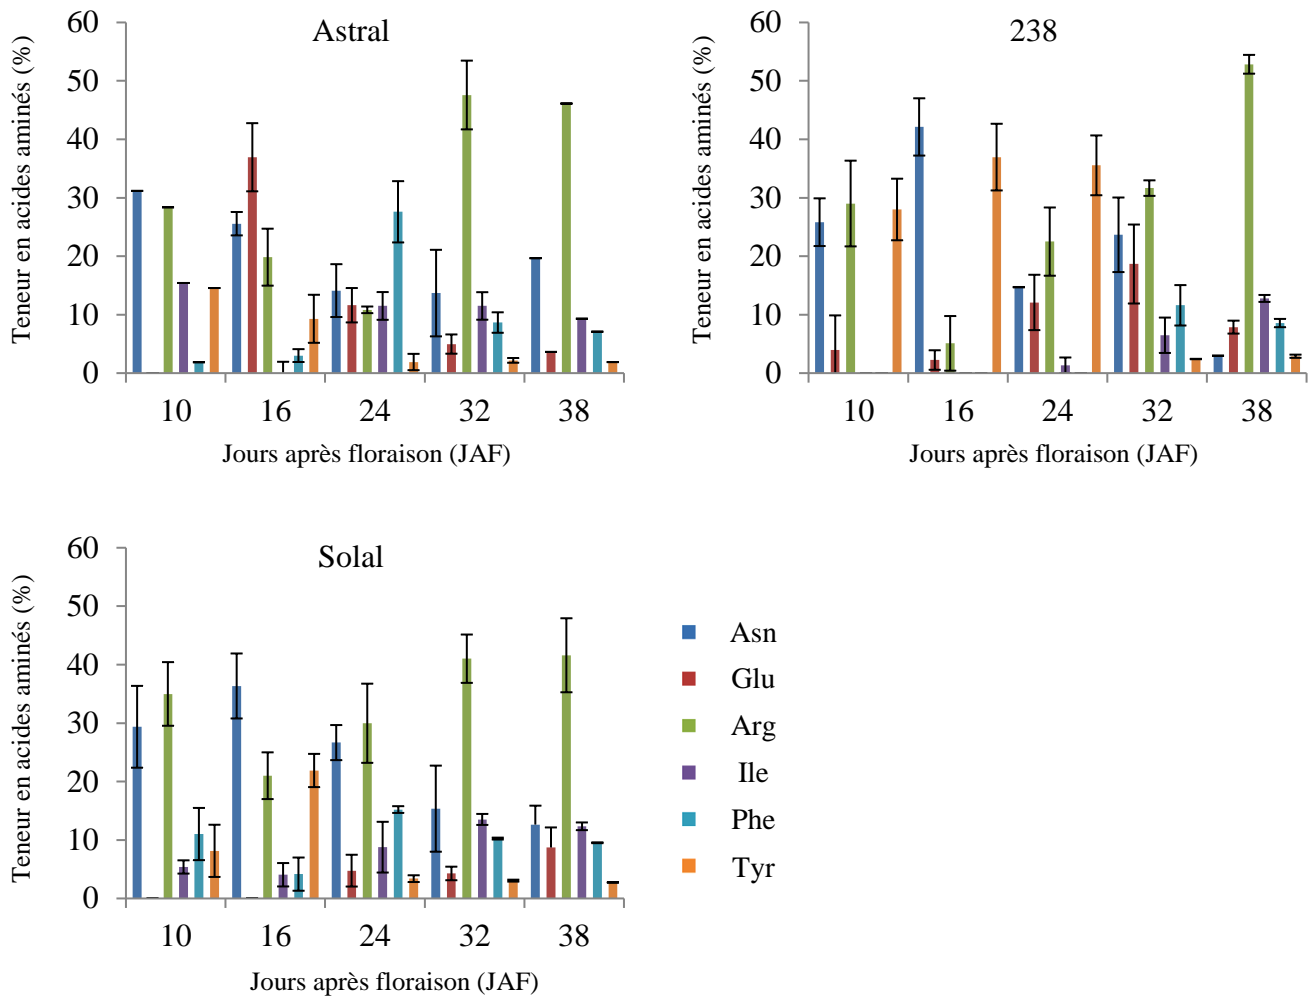 Astral
Teneur en acides aminés (%)
60
50
40
30
20
10
0
10 16 24 32 38
Jours après floraison (JAF)
238
Teneur en acides aminés (%)
60
50
40
30
20
10
0
10 16 24 32 38
Jours après floraison (JAF)
Solal
Teneur en acides aminés (%)
60
50
40
30
20
10
0
10 16 24 32 38
Jours après floraison (JAF)
Asn
Glu
Arg
Ile
Phe
Tyr